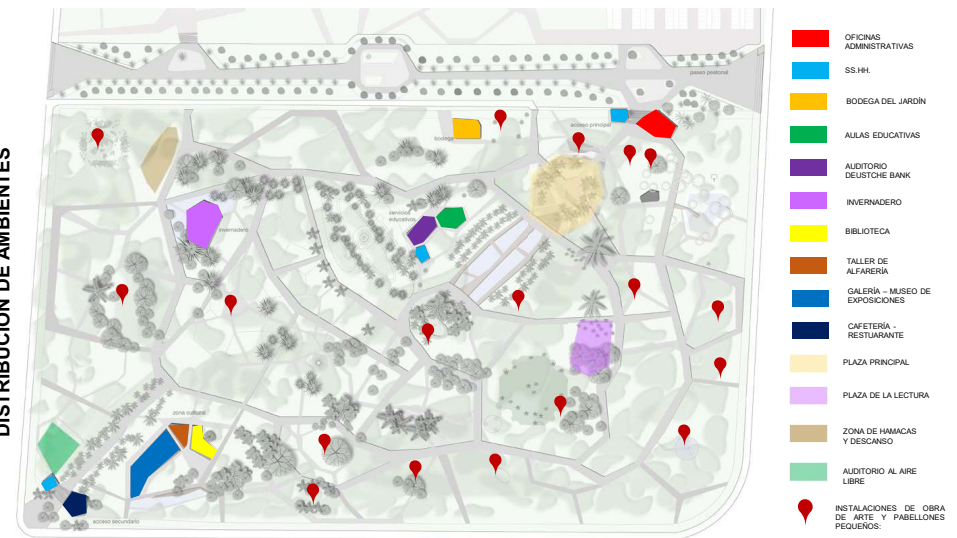 DISTRIBUCIÓN DE AMBIENTES
paseo peatonal
acceso principal
bodega
servicios
educativos
invernadero
zona cultural
acceso secundario
OFICINAS
ADMINISTRATIVAS
SS.HH.
BODEGA DEL JARDÍN
AULAS EDUCATIVAS
AUDITORIO
DEUSTCHE BANK
INVERNADERO
BIBLIOTECA
TALLER DE
ALFARERÍA
GALERÍA – MUSEO DE
EXPOSICIONES
CAFETERÍA -
RESTUARANTE
PLAZA PRINCIPAL
PLAZA DE LA LECTURA
ZONA DE HAMACAS
Y DESCANSO
AUDITORIO AL AIRE
LIBRE
INSTALACIONES DE OBRA
DE ARTE Y PABELLONES
PEQUEÑOS: